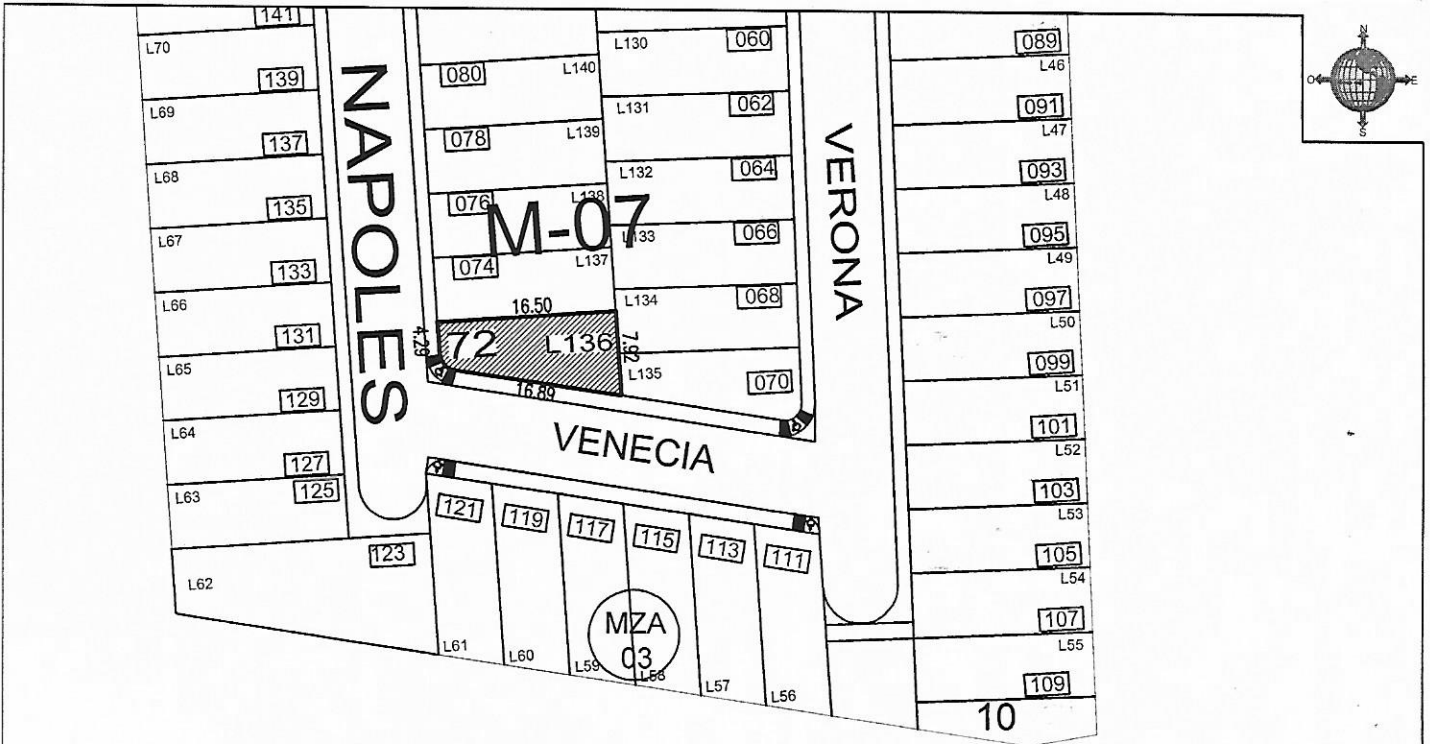 N
O
E
S
141
L70
139
L69
137
L68
135
L67
133
L66
131
L65
129
L64
127
L63
125
123
L62
NAPOLES
080
L140
078
L139
076
L138
M-07
074
L137
16.50
4.29
72
L136
7.92
16.89
L130
060
L131
062
L132
064
L133
066
L134
068
L135
070
VERONA
VENECIA
121
119
117
115
113
111
MZA
03
L61
L60
L59
L58
L57
L56
089
L46
091
L47
093
L48
095
L49
097
L50
099
L51
101
L52
103
L53
105
L54
107
L55
109
10